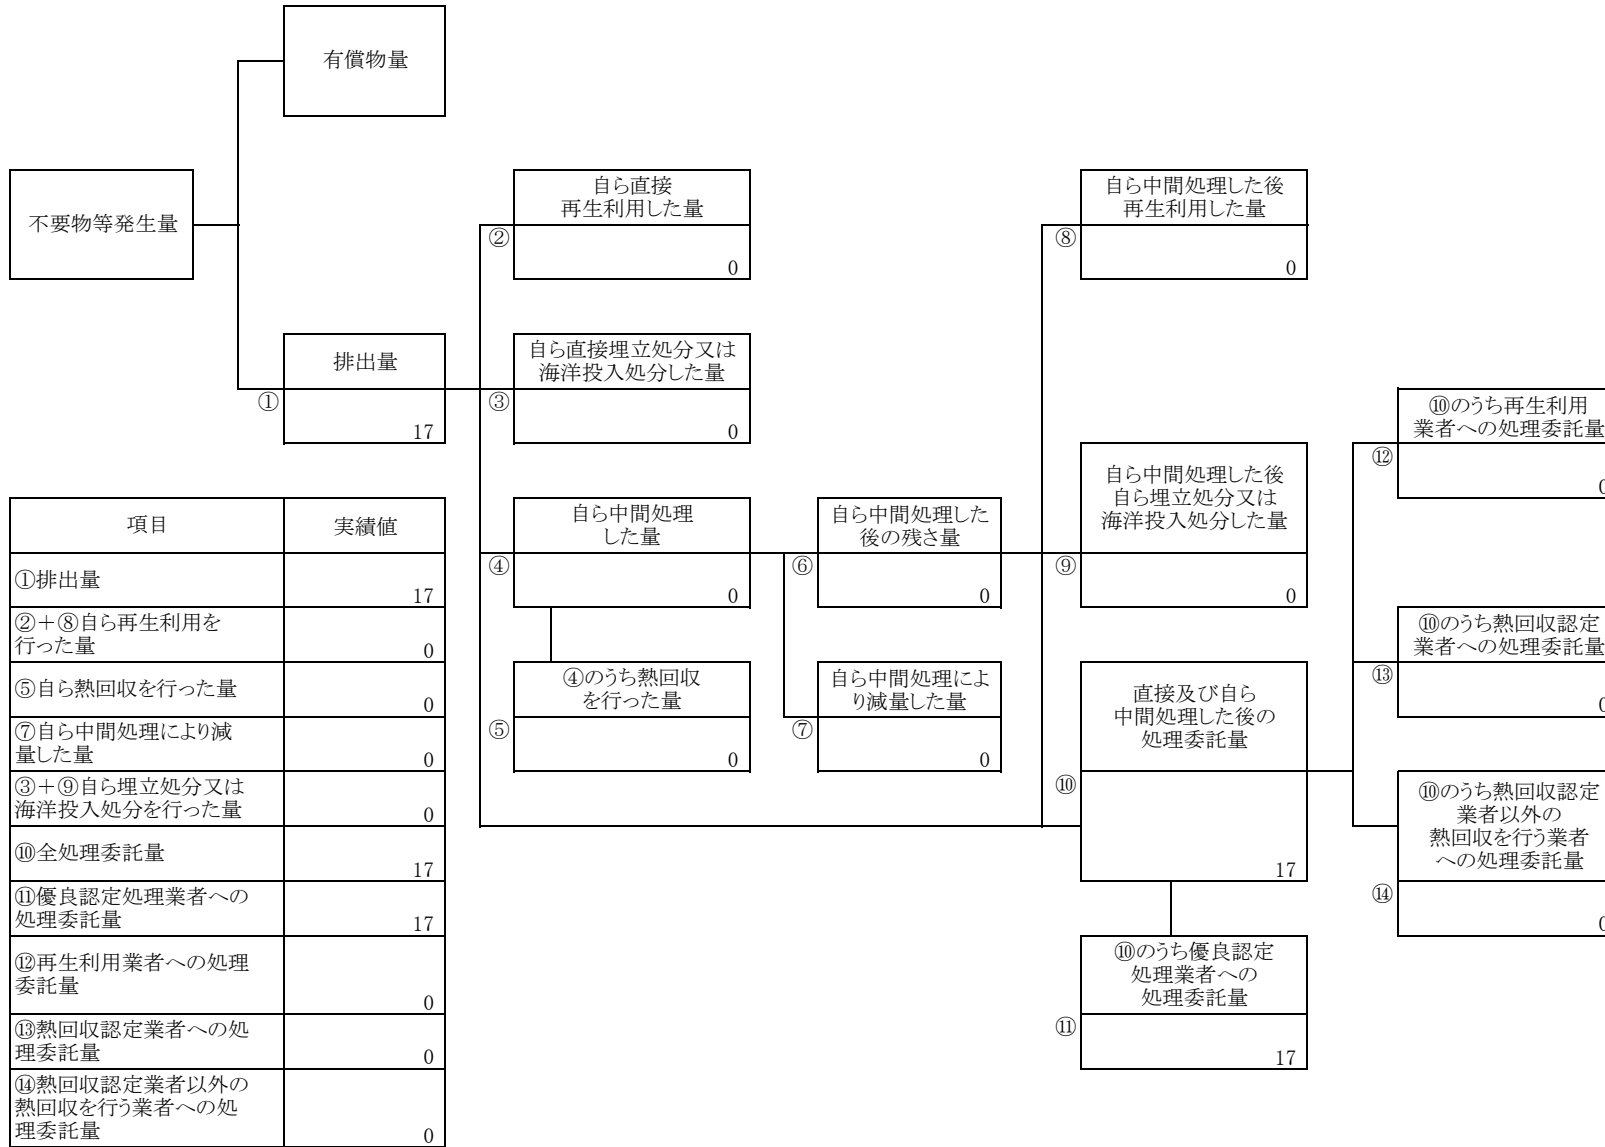 有償物量
不要物等発生量
自ら直接
再生利用した量
②
0
自ら中間処理した後
再生利用した量
⑧
0
排出量
①
17
自ら直接埋立処分又は
海洋投入処分した量
③
0
⑩のうち再生利用
業者への処理委託量
⑫
0
自ら中間処理した後
自ら埋立処分又は
海洋投入処分した量
⑨
0
自ら中間処理
した量
④
0
自ら中間処理した
後の残さ量
⑥
0
⑩のうち熱回収認定
業者への処理委託量
⑬
0
④のうち熱回収
を行った量
⑤
0
自ら中間処理によ
り減量した量
⑦
0
直接及び自ら
中間処理した後の
処理委託量
⑩
17
⑩のうち熱回収認定
業者以外の
熱回収を行う業者
への処理委託量
⑭
0
⑩のうち優良認定
処理業者への
処理委託量
⑪
17
項目 実績値
①排出量 17
②＋⑧自ら再生利用を
行った量 0
⑤自ら熱回収を行った量 0
⑦自ら中間処理により減
量した量 0
③＋⑨自ら埋立処分又は
海洋投入処分を行った量 0
⑩全処理委託量 17
⑪優良認定処理業者への
処理委託量 17
⑫再生利用業者への処理
委託量 0
⑬熱回収認定業者への処
理委託量 0
⑭熱回収認定業者以外の
熱回収を行う業者への処
理委託量 0